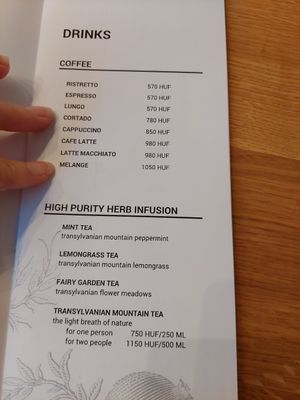 DRINKS
COFFEE
RISTRETTO 570 HUF
ESPRESSO 570 HUF
LUNGO 570 HUF
CORTADO 780 HUF
CAPPUCCINO 850 HUF
CAFE LATTE 980 HUF
LATTE MACCHIATO 980 HUF
MELANGE 1050 HUF
HIGH PURITY HERB INFUSION
MINT TEA
transylvanian mountain peppermint
LEMONGRASS TEA
transylvanian mountain lemongrass
FAIRY GARDEN TEA
transylvanian flower meadows
TRANSYLVANIAN MOUNTAIN TEA
the light breath of nature
for one person 750 HUF/250 ML
for two people 1150 HUF/500 ML